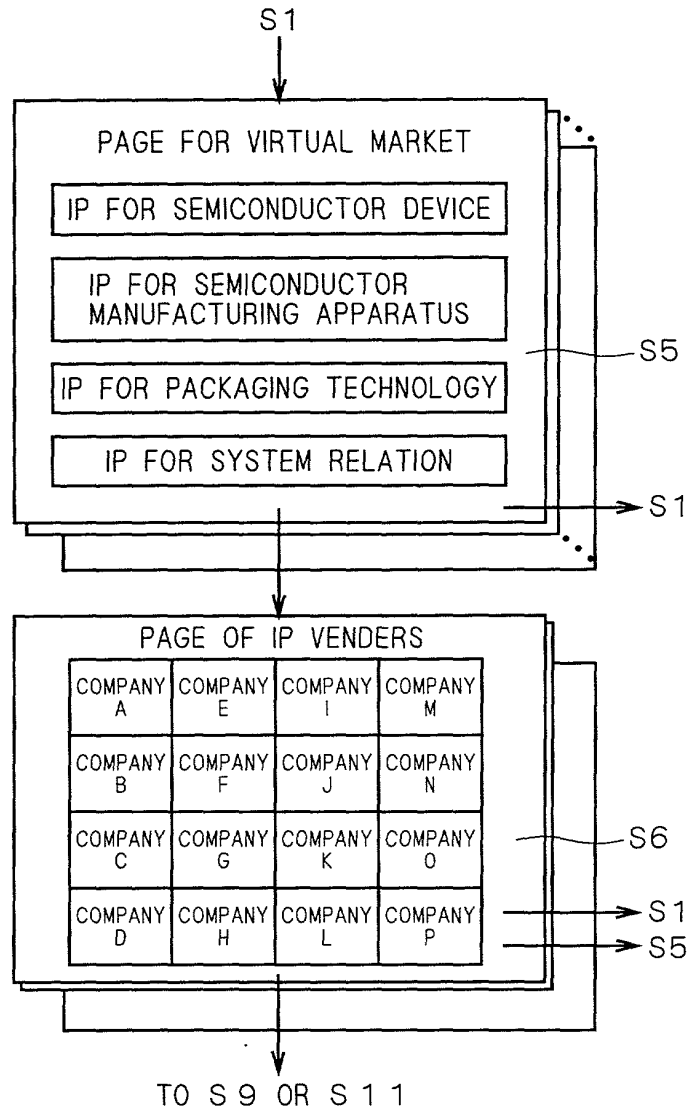 S1
PAGE FOR VIRTUAL MARKET
IP FOR SEMICONDUCTOR DEVICE
IP FOR SEMICONDUCTOR
MANUFACTURING APPARATUS
S5
IP FOR PACKAGING TECHNOLOGY
IP FOR SYSTEM RELATION
S1
PAGE OF IP VENDERS
COMPANY A
COMPANY E
COMPANY I
COMPANY M
COMPANY B
COMPANY F
COMPANY J
COMPANY N
COMPANY C
COMPANY G
COMPANY K
COMPANY O
S6
COMPANY D
COMPANY H
COMPANY L
COMPANY P
S1
S5
TO S9 OR S11